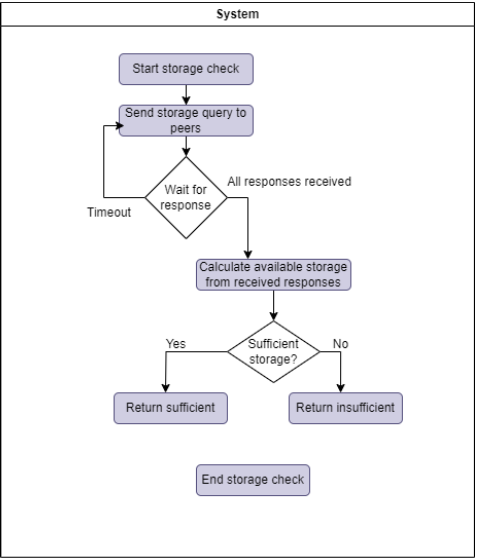 System
Start storage check
Send storage query to
peers
Wait for
response
All responses received
Timeout
Calculate available storage
from received responses
Sufficient
storage?
Yes
No
Return sufficient
Return insufficient
End storage check